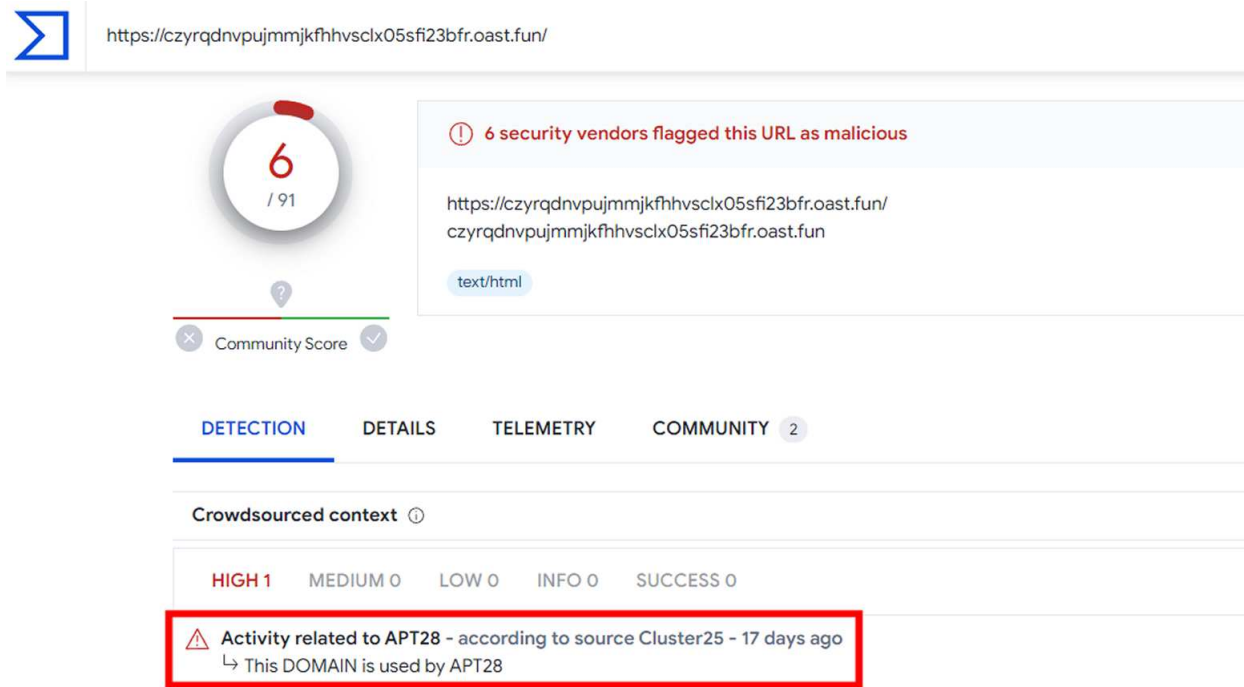 https://czyrqdnvpujmmjkfhhvsclx05sfi23bfr.oast.fun/
6
/ 91
6 security vendors flagged this URL as malicious
https://czyrqdnvpujmmjkfhhvsclx05sfi23bfr.oast.fun/
czyrqdnvpujmmjkfhhvsclx05sfi23bfr.oast.fun
text/html
?
Community Score
DETECTION DETAILS TELEMETRY COMMUNITY 2
Crowdsourced context
HIGH 1 MEDIUM 0 LOW 0 INFO 0 SUCCESS 0
Activity related to APT28 - according to source Cluster25 - 17 days ago
This DOMAIN is used by APT28